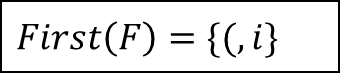 First(F) = {(, i}